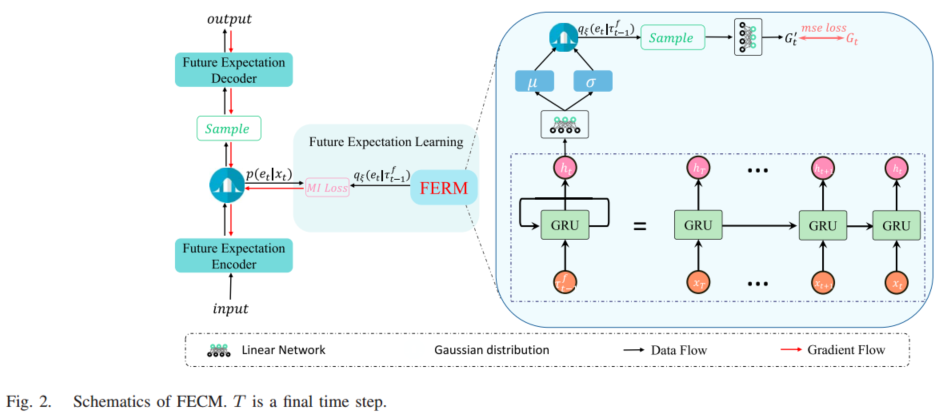 output
Future Expectation
Decoder
Sample
p(e_t|x_t)
Future Expectation
Encoder
input
Future Expectation Learning
MI Loss
q_ξ(e_t|τ^f_{t−1})
FERM
q_ξ(e_t|τ^f_{t−1})
Sample
G'_t
mse loss
G_t
μ
σ
h_t
GRU
=
h_T
...
h_{t+1}
h_t
GRU
GRU
GRU
x_T
...
x_{t+1}
x_t
Linear Network
Gaussian distribution
Data Flow
Gradient Flow
Fig. 2. Schematics of FECM. T is a final time step.